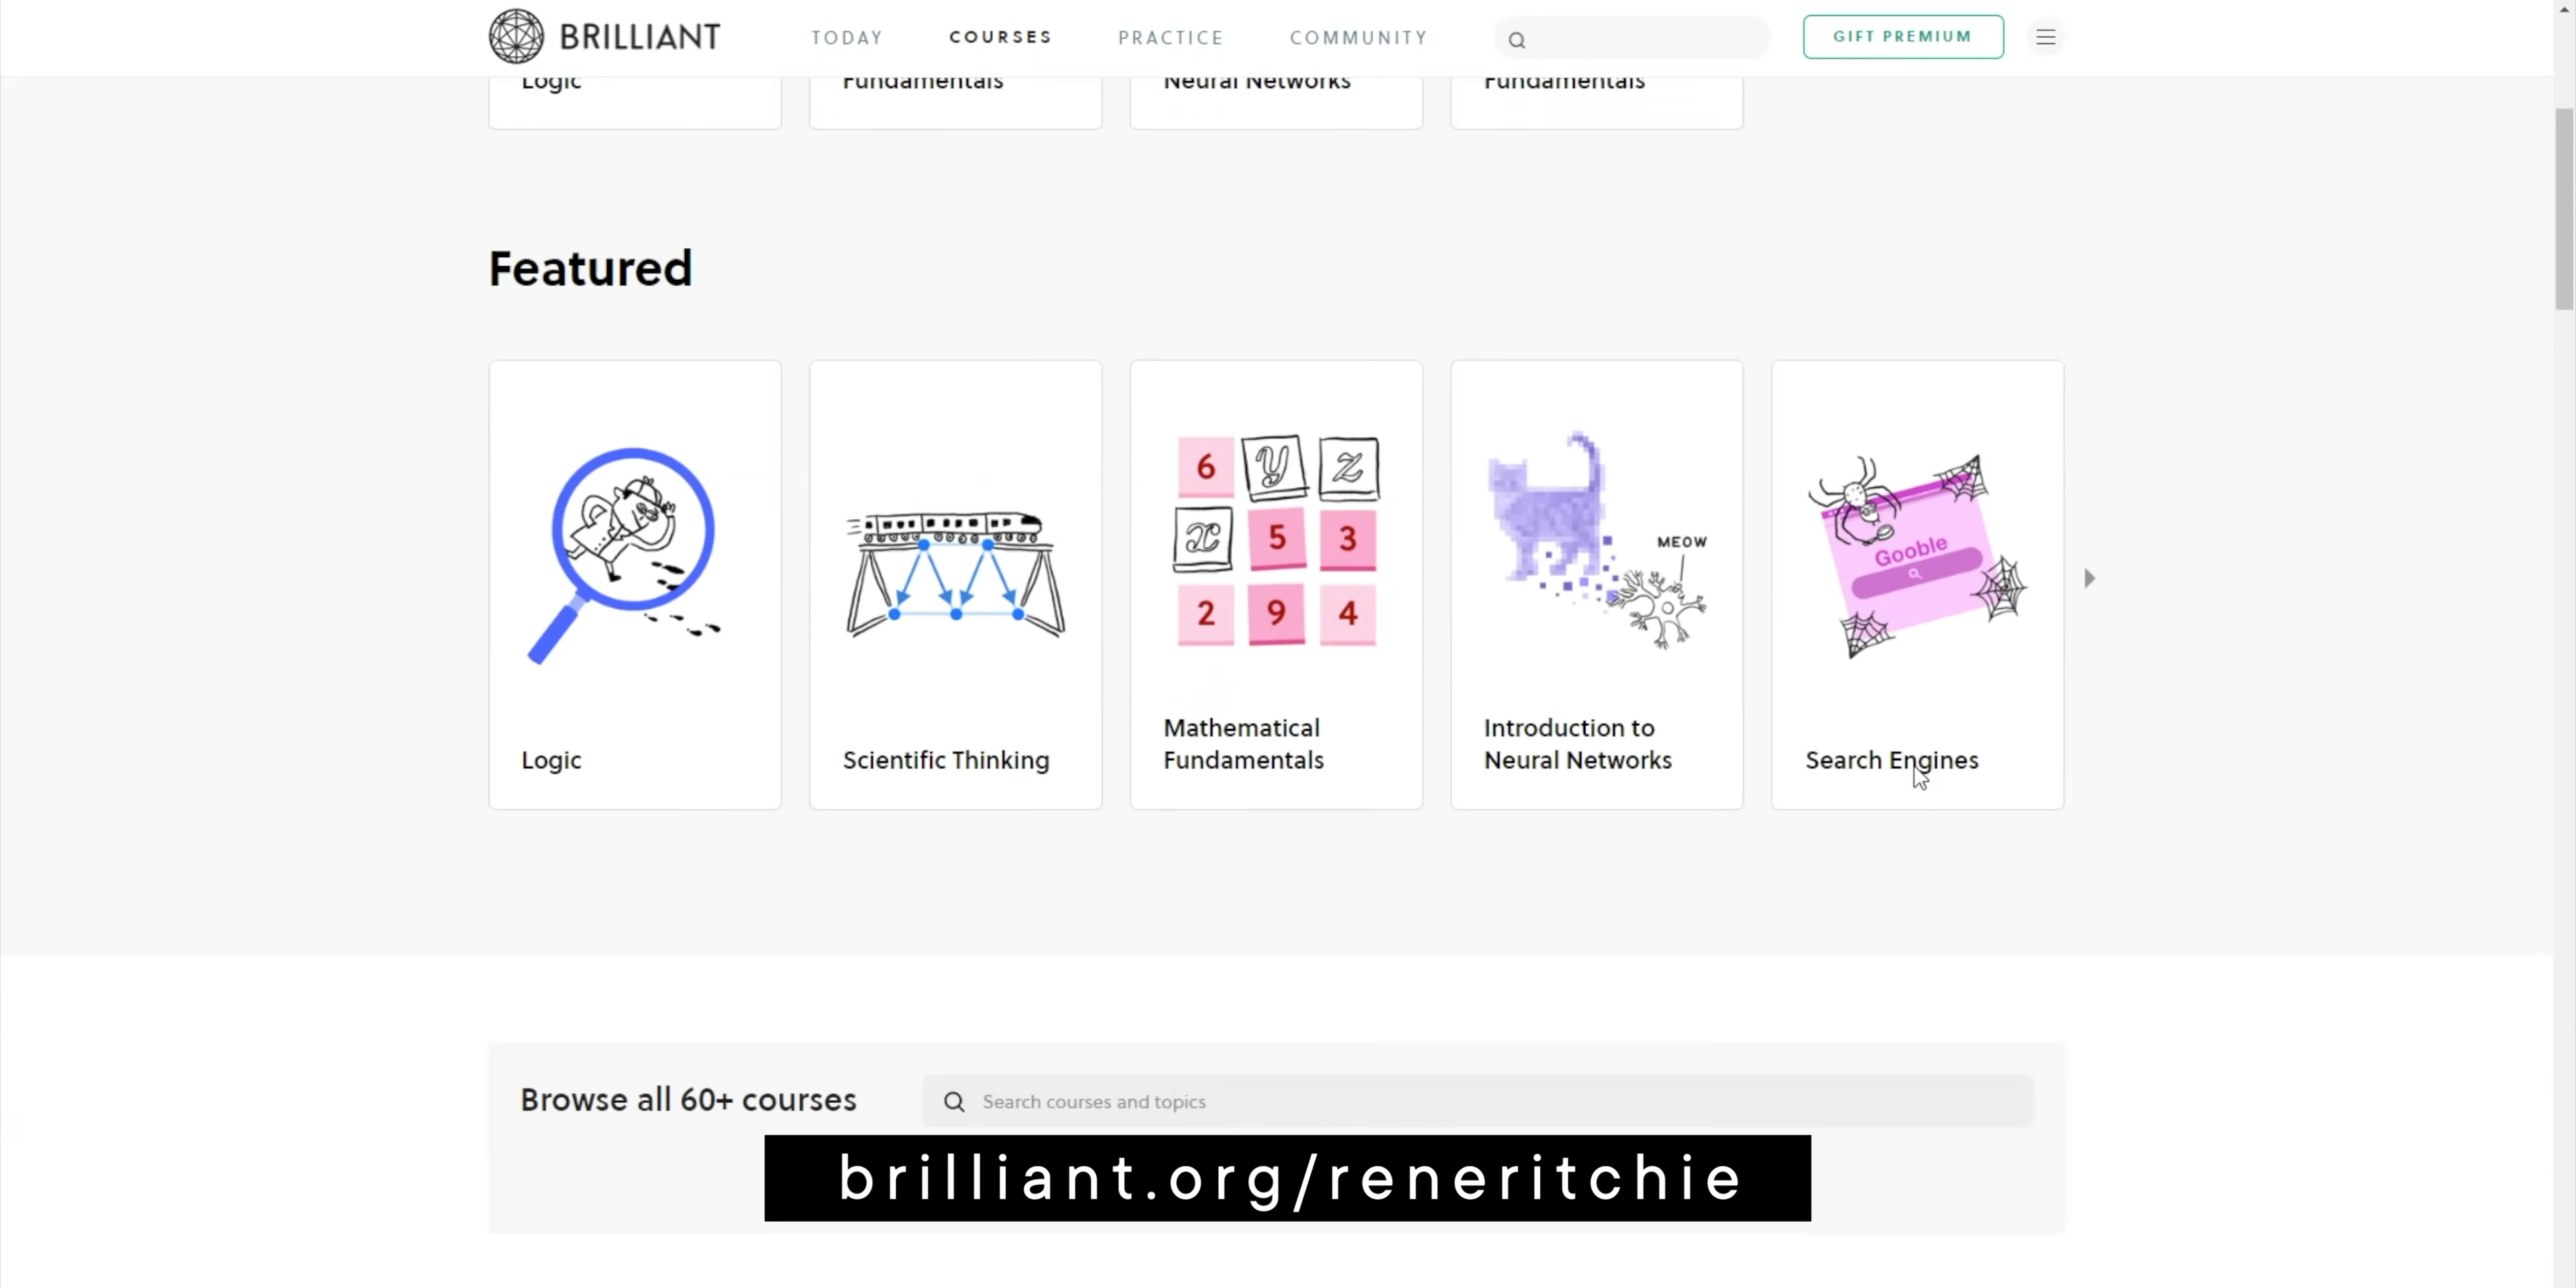 BRILLIANT
TODAY
COURSES
PRACTICE
COMMUNITY
GIFT PREMIUM
Logic
Fundamentals
Neural Networks
Fundamentals
Featured
6 y z
x 5 3
2 9 4
MEOW
Gooble
Logic
Scientific Thinking
Mathematical
Fundamentals
Introduction to
Neural Networks
Search Engines
Browse all 60+ courses
Search courses and topics
brilliant.org/reneritchie